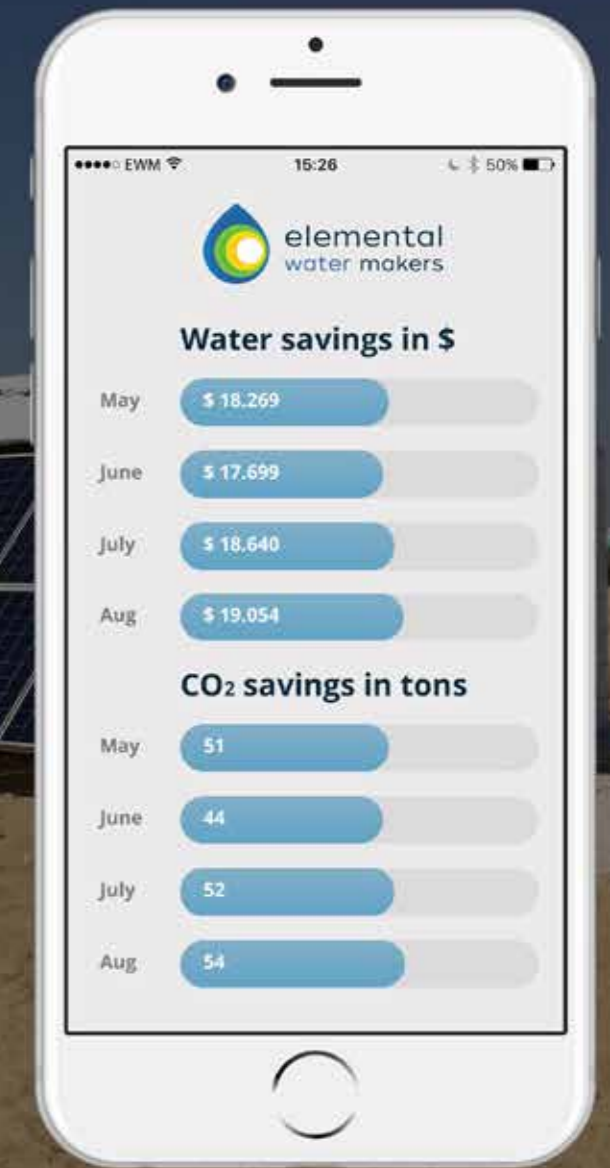 EWM 15:26 50%
elemental
water makers
Water savings in $
May $ 18.269
June $ 17.699
July $ 18.640
Aug $ 19.054
CO₂ savings in tons
May 51
June 44
July 52
Aug 54